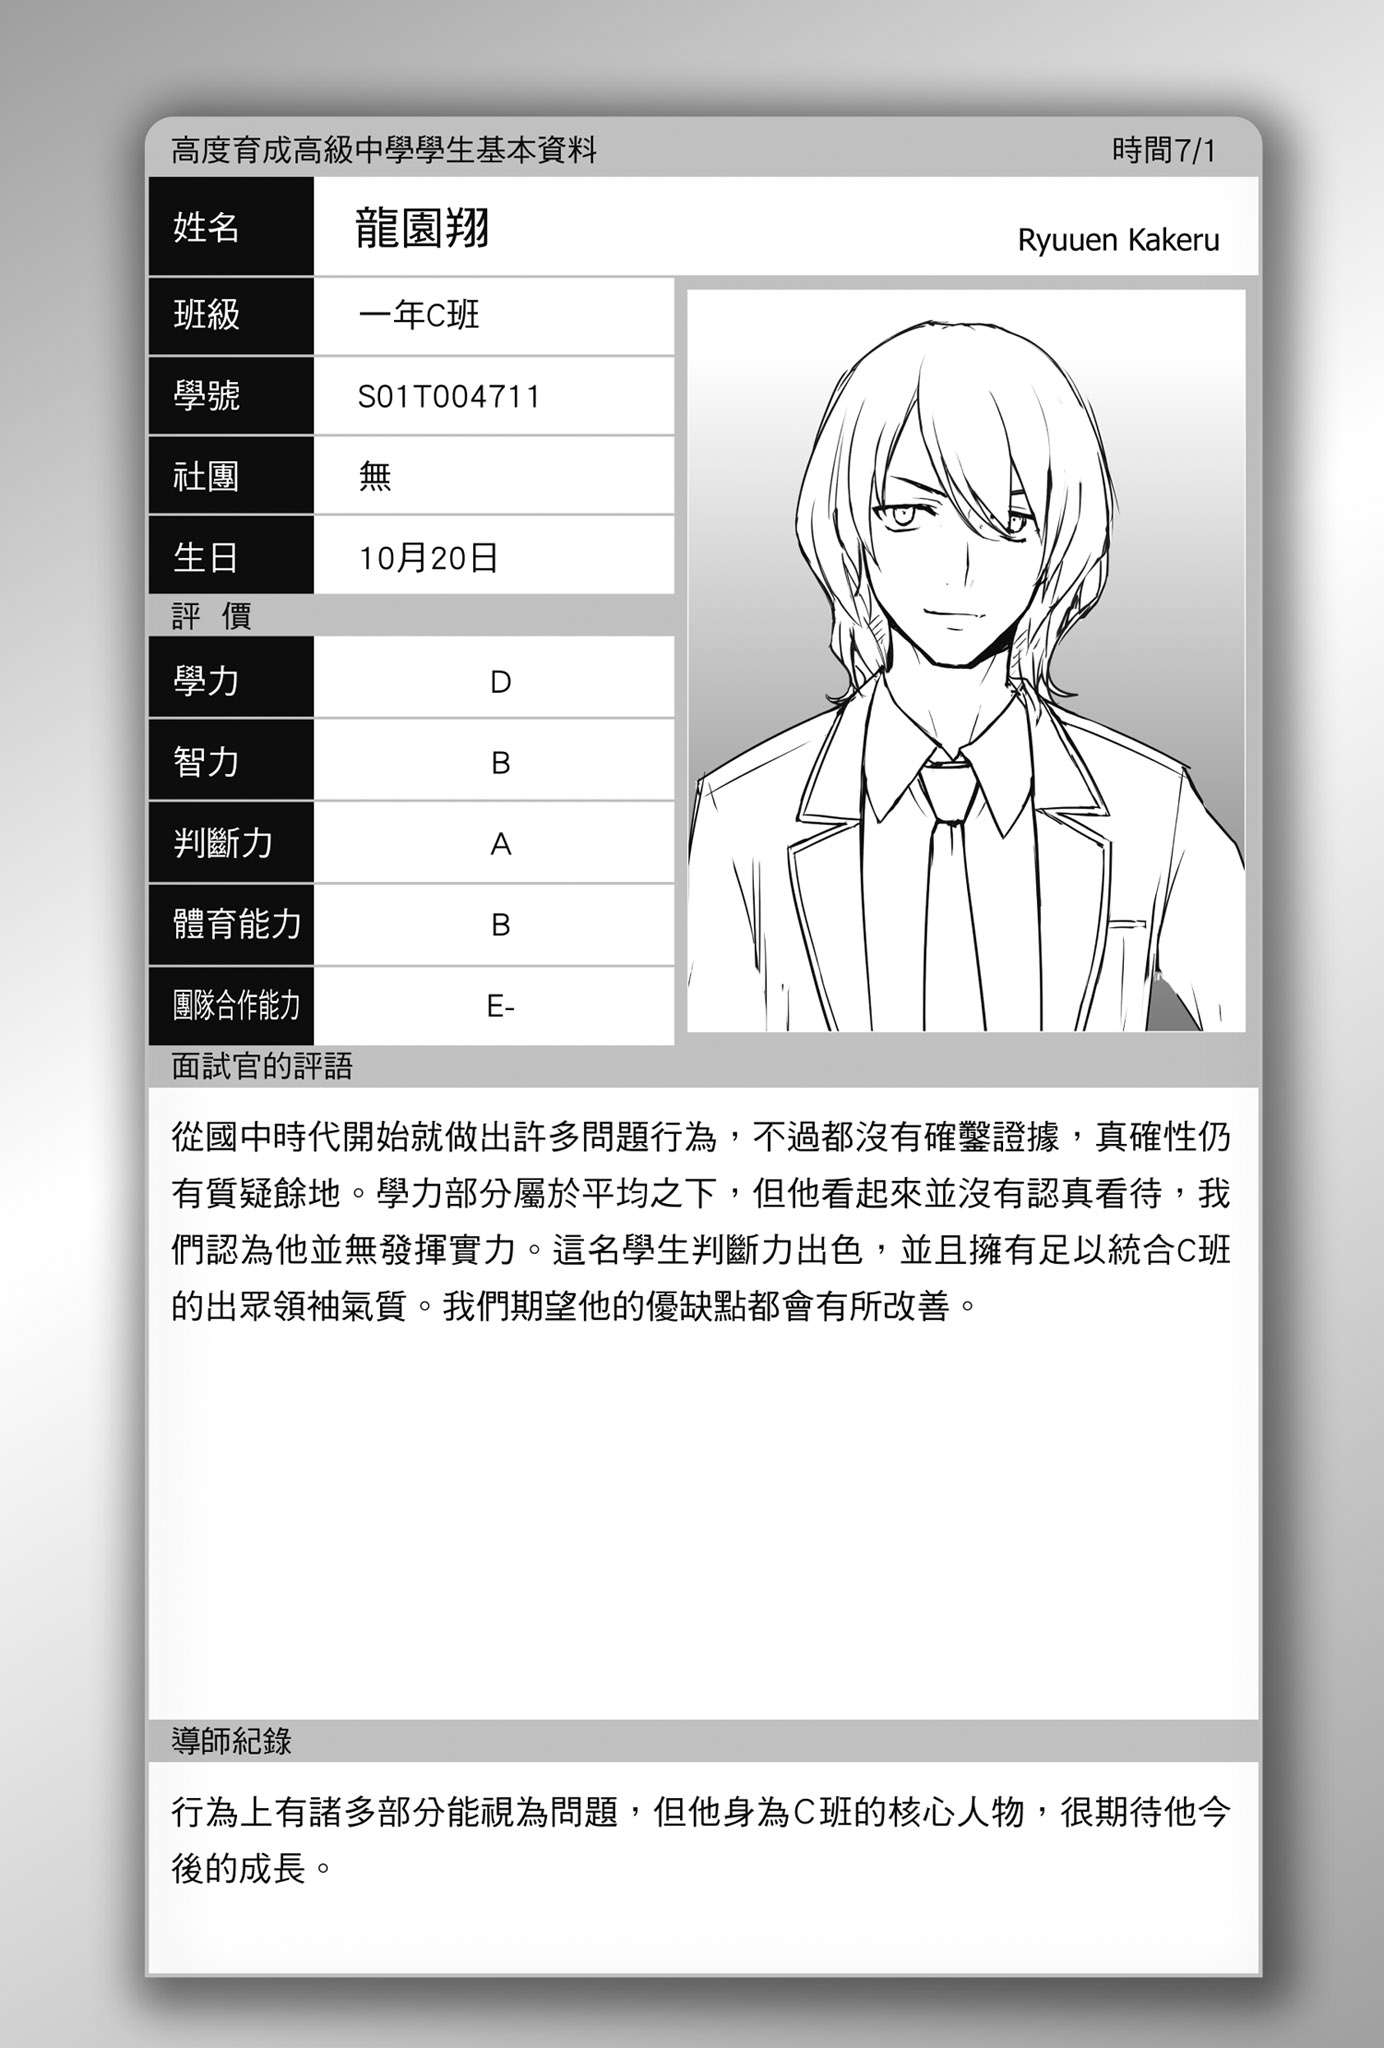 高度育成高級中學學生基本資料 時間7/1
姓名 龍園翔 Ryuuen Kakeru
班級 一年C班
學號 S01T004711
社團 無
生日 10月20日
評 價
學力 D
智力 B
判斷力 A
體育能力 B
團隊合作能力 E-
面試官的評語
從國中時代開始就做出許多問題行為，不過都沒有確鑿證據，真確性仍
有質疑餘地。學力部分屬於平均之下，但他看起來並沒有認真看待，我
們認為他並無發揮實力。這名學生判斷力出色，並且擁有足以統合C班
的出眾領袖氣質。我們期望他的優缺點都會有所改善。
導師紀錄
行為上有諸多部分能視為問題，但他身為C班的核心人物，很期待他今
後的成長。